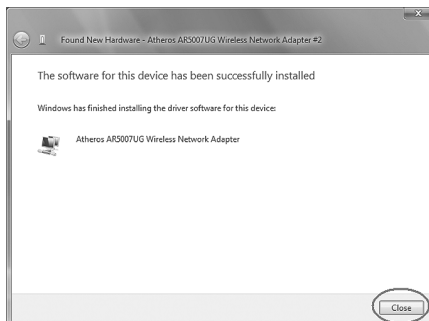 Found New Hardware - Atheros AR5007UG Wireless Network Adapter #2
The software for this device has been successfully installed
Windows has finished installing the driver software for this device:
Atheros AR5007UG Wireless Network Adapter
Close